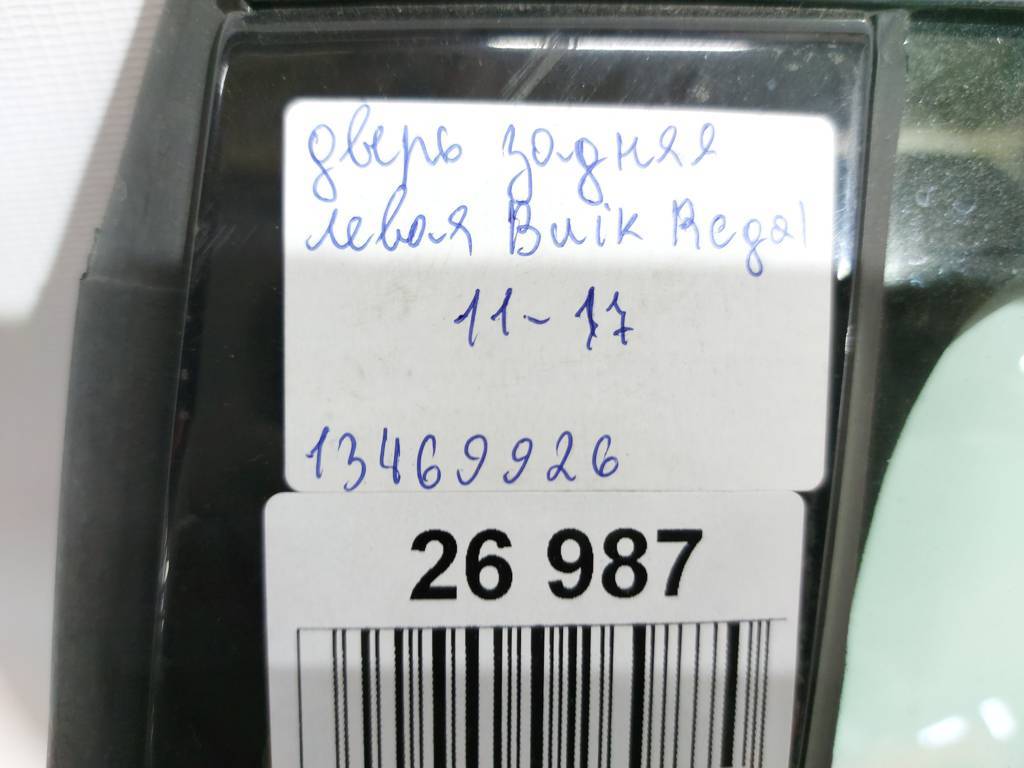 дверь задняя
левая Buik Regal
11-17
13469926
26 987